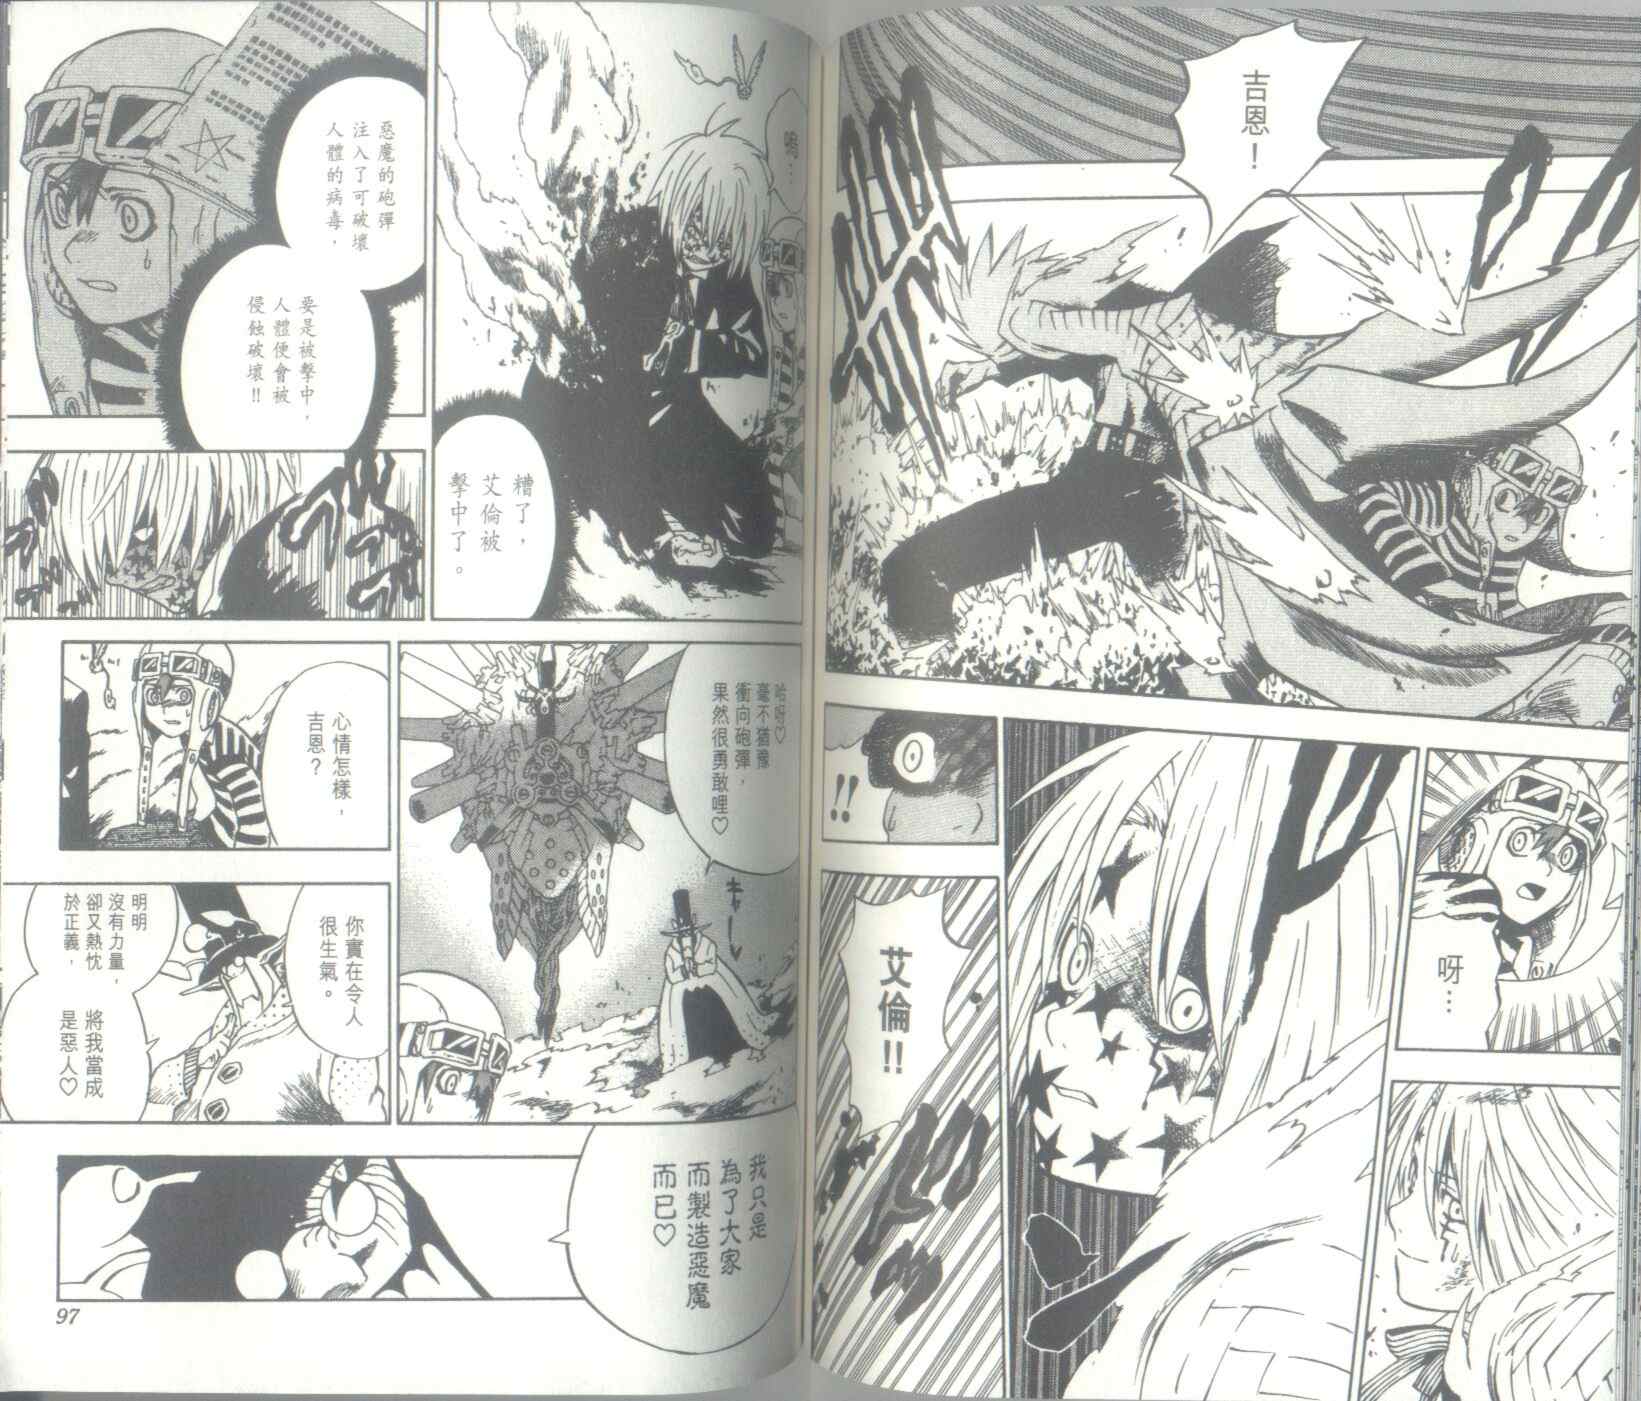 吉恩！
呀…
!!
艾倫!!
嗚…
糟了，
艾倫被
擊中了。
惡魔的砲彈
注入了可破壞
人體的病毒，
要是被擊中，
人體便會被
侵蝕破壞!!
哈呀♡
毫不猶豫
衝向砲彈，
果然很勇敢哩♡
心情怎樣，
吉恩？
你實在令人
很生氣。
明明
沒有力量，
卻又熱忱
於正義，
將我當成
是惡人♡
我只是
為了大家
而製造惡魔
而已♡
97